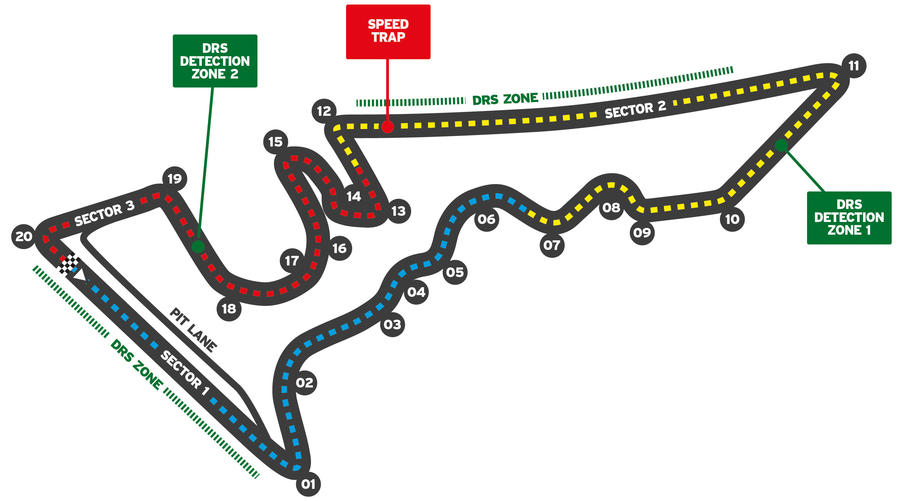 SPEED
TRAP
DRS
DETECTION
ZONE 2
11
DRS ZONE
SECTOR 2
12
15
19
14
13
SECTOR 3
06
08
10
DRS
DETECTION
ZONE 1
20
16
07
09
17
05
04
18
03
PIT LANE
DRS ZONE
SECTOR 1
02
01